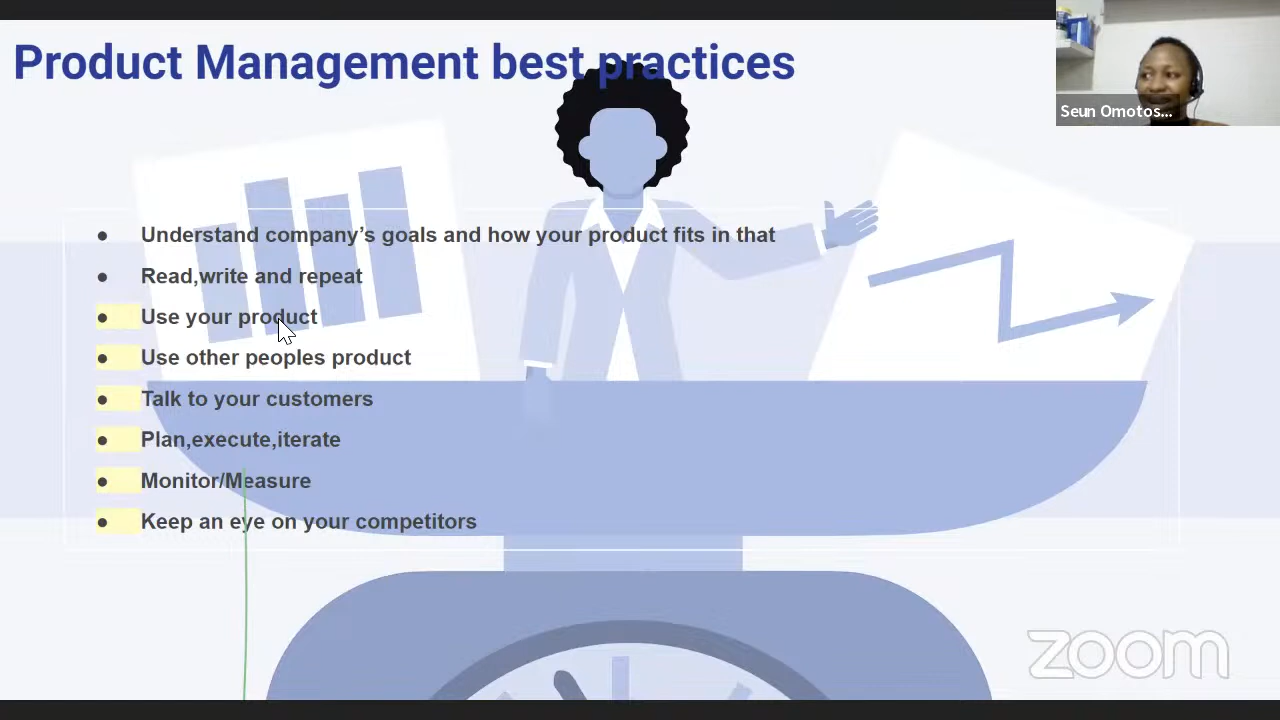 Product Management best practices
Seun Omotos...
● Understand company’s goals and how your product fits in that
● Read,write and repeat
● Use your product
● Use other peoples product
● Talk to your customers
● Plan,execute,iterate
● Monitor/Measure
● Keep an eye on your competitors
zoom